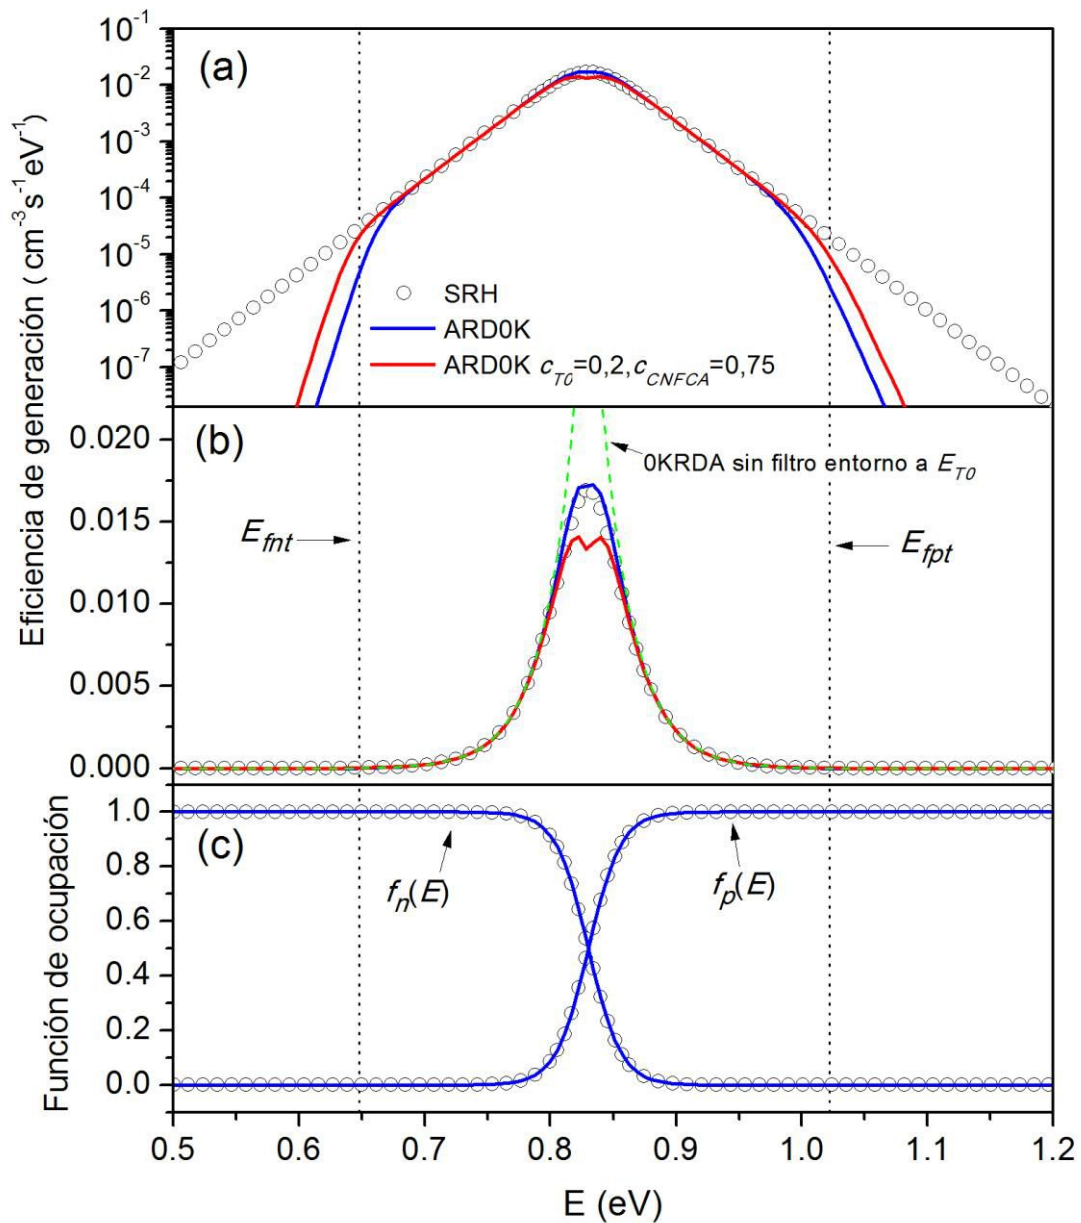 Eficiencia de generación ( cm⁻³s⁻¹eV⁻¹)
10⁻¹
10⁻²
10⁻³
10⁻⁴
10⁻⁵
10⁻⁶
10⁻⁷
(a)
SRH
ARD0K
ARD0K c_T0=0,2,c_CNFCA=0,75
0.020
0.015
0.010
0.005
0.000
(b)
0KRDA sin filtro entorno a E_T0
E_fnt
E_fpt
Función de ocupación
1.0
0.8
0.6
0.4
0.2
0.0
(c)
f_n(E)
f_p(E)
0.5 0.6 0.7 0.8 0.9 1.0 1.1 1.2
E (eV)